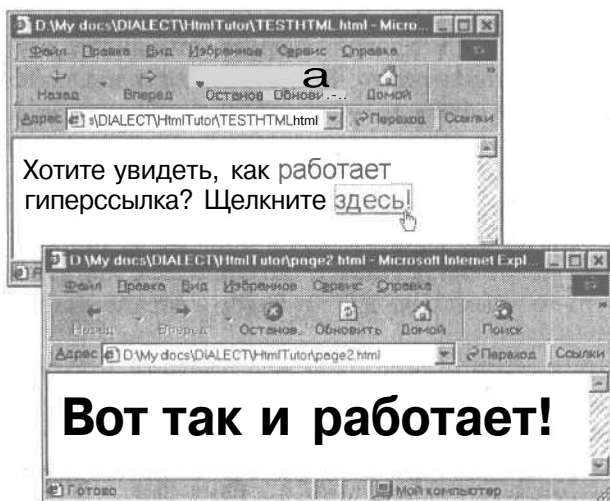 D:\My docs\DIALECT\HtmlTutor\TESTHTML.html - Micro...
Файл Правка Вид Избранное Сервис Справка
a
Назад Вперед Останов Обнови.-.. Домой »
Адрес s\DIALECT\HtmlTutor\TESTHTMLhtml Переход Ссылки
Хотите увидеть, как работает
гиперссылка? Щелкните здесь!
D:\My docs\DIALECT\HtmlTutor\page2.html - Microsoft Internet Expl...
Файл Правка Вид Избранное Сервис Справка
Назад Вперед Останов.. Обновить Домой Поиск »
Адрес D:\My docs\DIALECT\HtmlTutor\page2.html Переход Ссылки
Вот так и работает!
Готово Мой компьютер